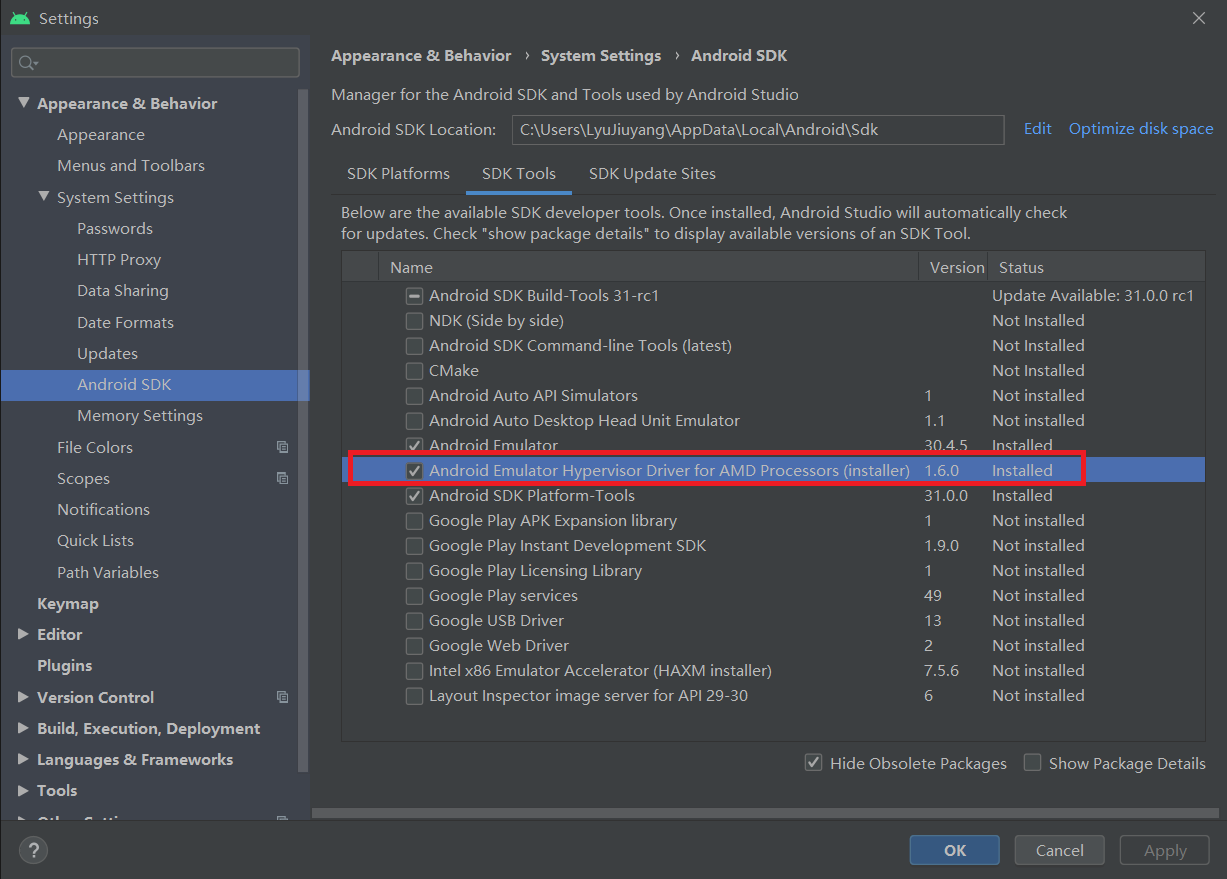 Settings
Appearance & Behavior
Appearance
Menus and Toolbars
System Settings
Passwords
HTTP Proxy
Data Sharing
Date Formats
Updates
Android SDK
Memory Settings
File Colors
Scopes
Notifications
Quick Lists
Path Variables
Keymap
Editor
Plugins
Version Control
Build, Execution, Deployment
Languages & Frameworks
Tools
Appearance & Behavior › System Settings › Android SDK
Manager for the Android SDK and Tools used by Android Studio
Android SDK Location: C:\Users\LyuJiuyang\AppData\Local\Android\Sdk Edit Optimize disk space
SDK Platforms SDK Tools SDK Update Sites
Below are the available SDK developer tools. Once installed, Android Studio will automatically check
for updates. Check "show package details" to display available versions of an SDK Tool.
Name Version Status
Android SDK Build-Tools 31-rc1 Update Available: 31.0.0 rc1
NDK (Side by side) Not Installed
Android SDK Command-line Tools (latest) Not Installed
CMake Not Installed
Android Auto API Simulators 1 Not installed
Android Auto Desktop Head Unit Emulator 1.1 Not installed
Android Emulator 30.4.5 Installed
Android Emulator Hypervisor Driver for AMD Processors (installer) 1.6.0 Installed
Android SDK Platform-Tools 31.0.0 Installed
Google Play APK Expansion library 1 Not installed
Google Play Instant Development SDK 1.9.0 Not installed
Google Play Licensing Library 1 Not installed
Google Play services 49 Not installed
Google USB Driver 13 Not installed
Google Web Driver 2 Not installed
Intel x86 Emulator Accelerator (HAXM installer) 7.5.6 Not installed
Layout Inspector image server for API 29-30 6 Not installed
Hide Obsolete Packages Show Package Details
? OK Cancel Apply